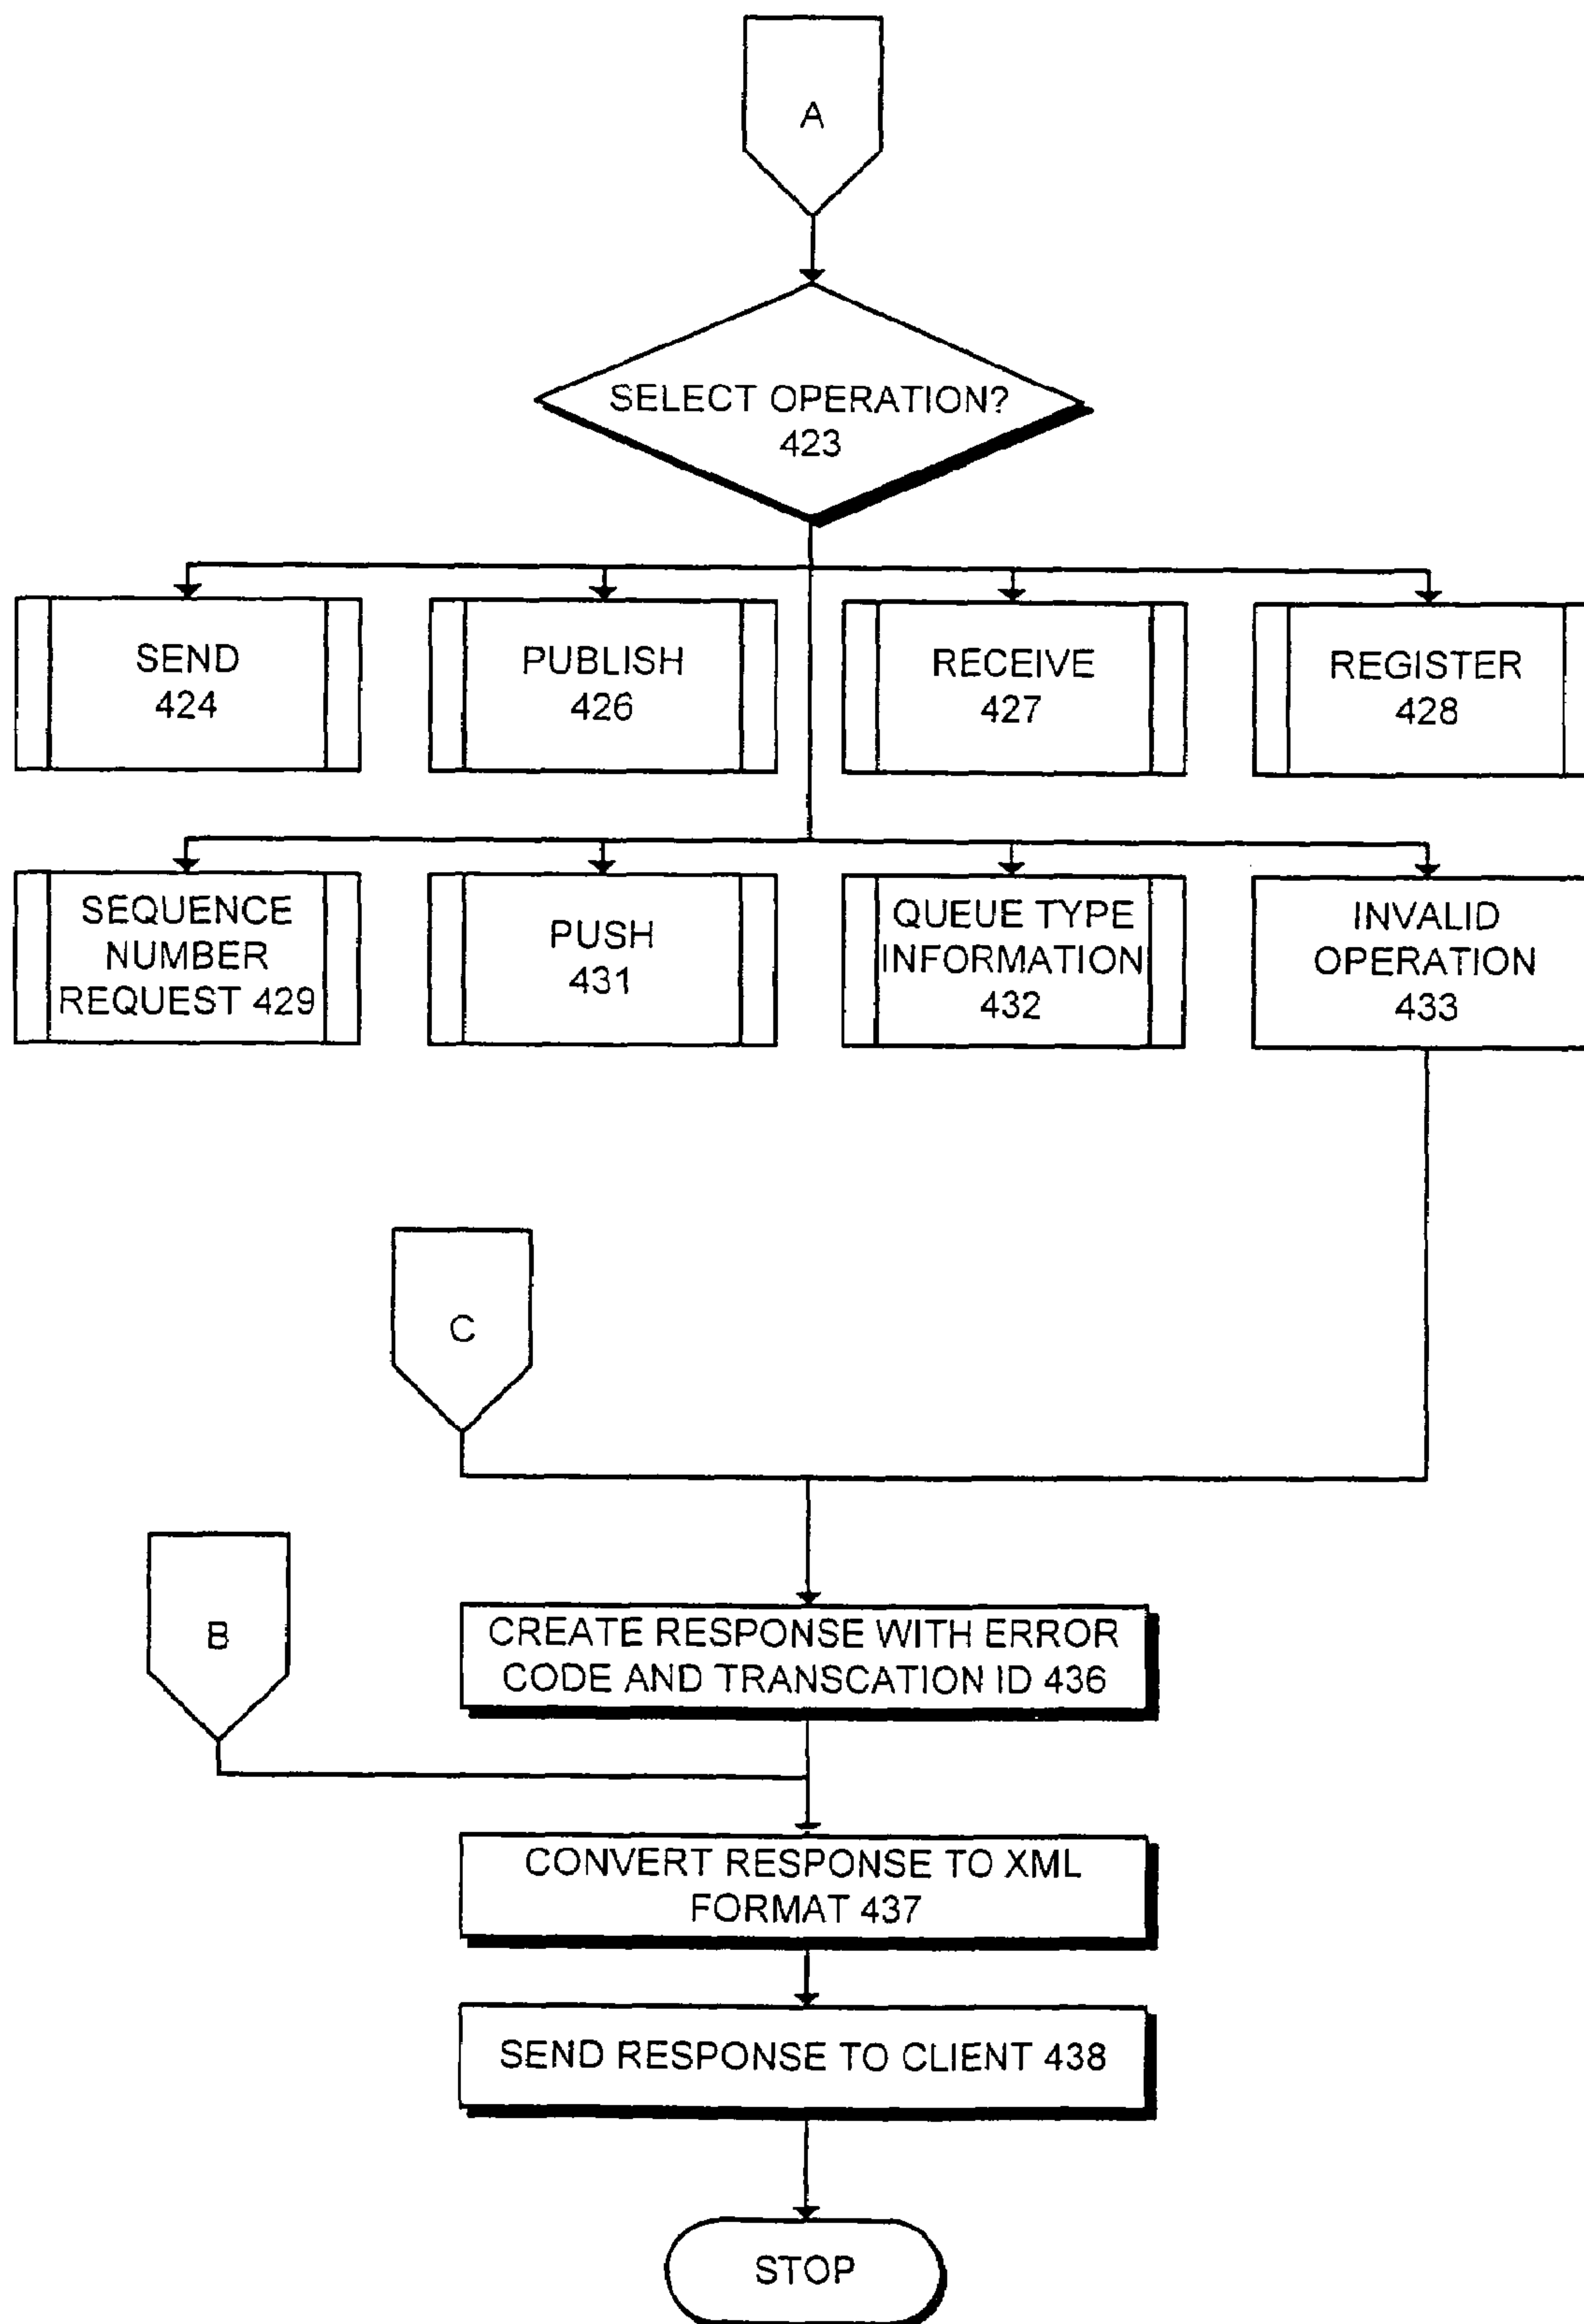 A
SELECT OPERATION?
423
SEND
424
PUBLISH
426
RECEIVE
427
REGISTER
428
SEQUENCE
NUMBER
REQUEST 429
PUSH
431
QUEUE TYPE
INFORMATION
432
INVALID
OPERATION
433
C
B
CREATE RESPONSE WITH ERROR
CODE AND TRANSCATION ID 436
CONVERT RESPONSE TO XML
FORMAT 437
SEND RESPONSE TO CLIENT 438
STOP